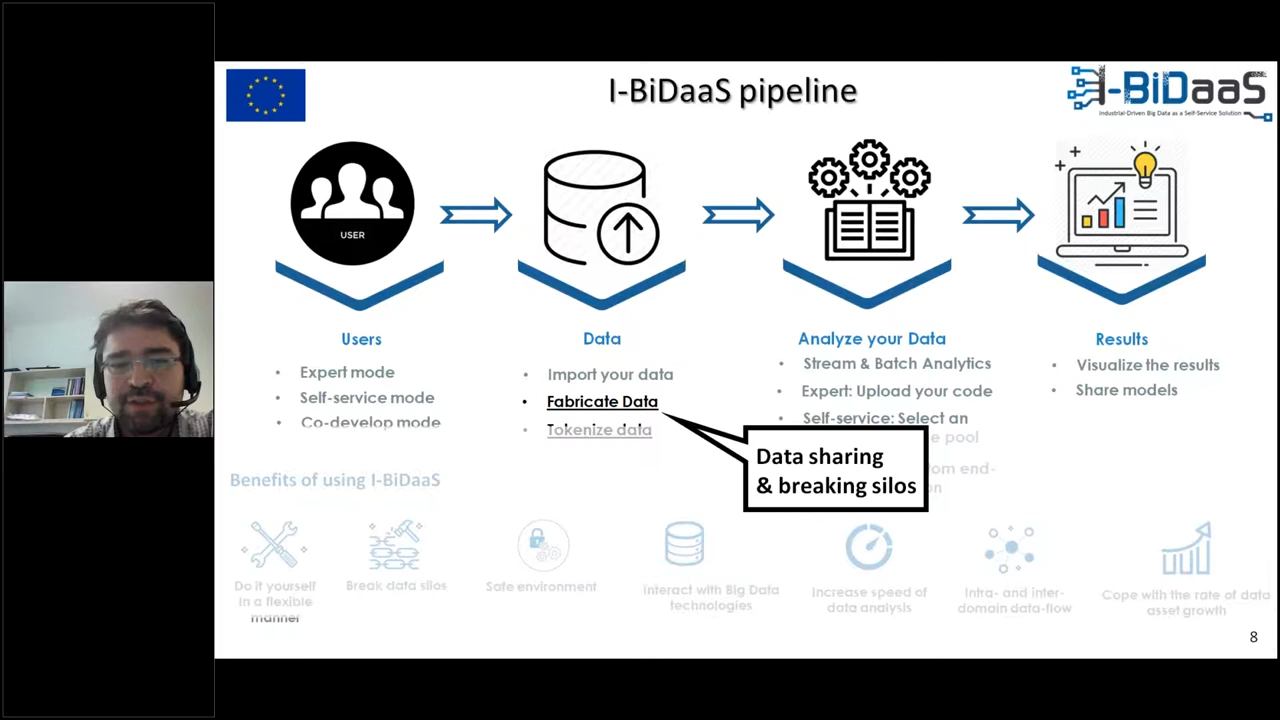 I-BiDaaS pipeline
I-BiDaaS
Industrial-Driven Big Data as a Self-Service Solution
USER
Users
Data
Analyze your Data
Results
• Expert mode
• Self-service mode
• Co-develop mode
• Import your data
• Fabricate Data
• Tokenize data
• Stream & Batch Analytics
• Expert: Upload your code
• Self-service: Select an
e pool
om end-
on
• Visualize the results
• Share models
Data sharing
& breaking silos
Benefits of using I-BiDaaS
Do it yourself
in a flexible
manner
Break data silos
Safe environment
Interact with Big Data
technologies
Increase speed of
data analysis
Intra- and inter-
domain data-flow
Cope with the rate of data
asset growth
8